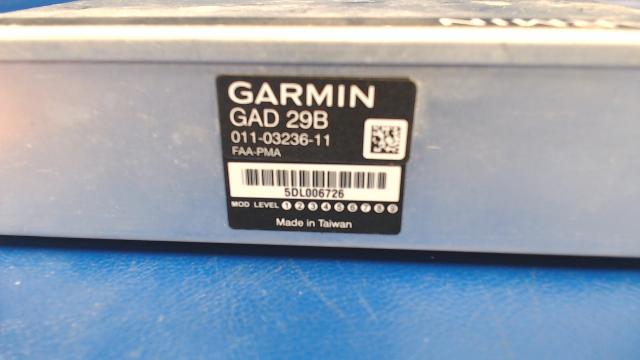 GARMIN
GAD 29B
011-03236-11
FAA-PMA
5DL006726
MOD LEVEL 1 2 3 4 5 6 7 8 9
Made in Taiwan